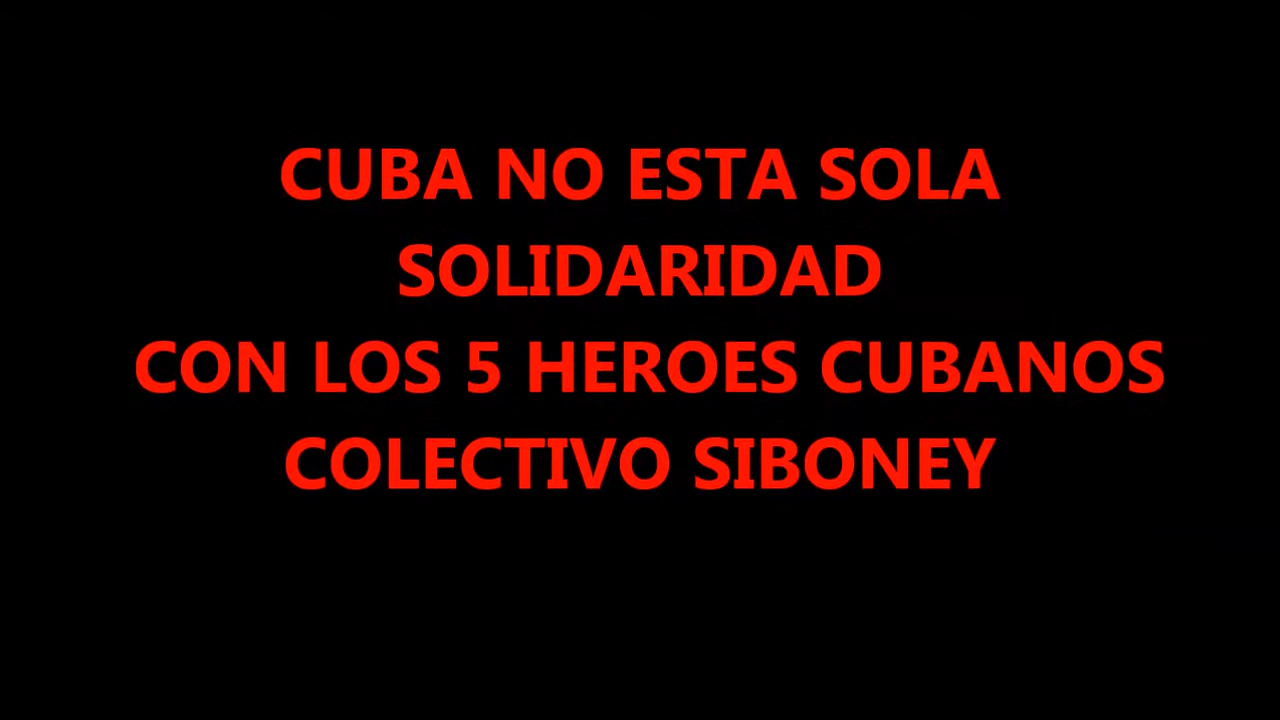 CUBA NO ESTA SOLA
SOLIDARIDAD
CON LOS 5 HEROES CUBANOS
COLECTIVO SIBONEY